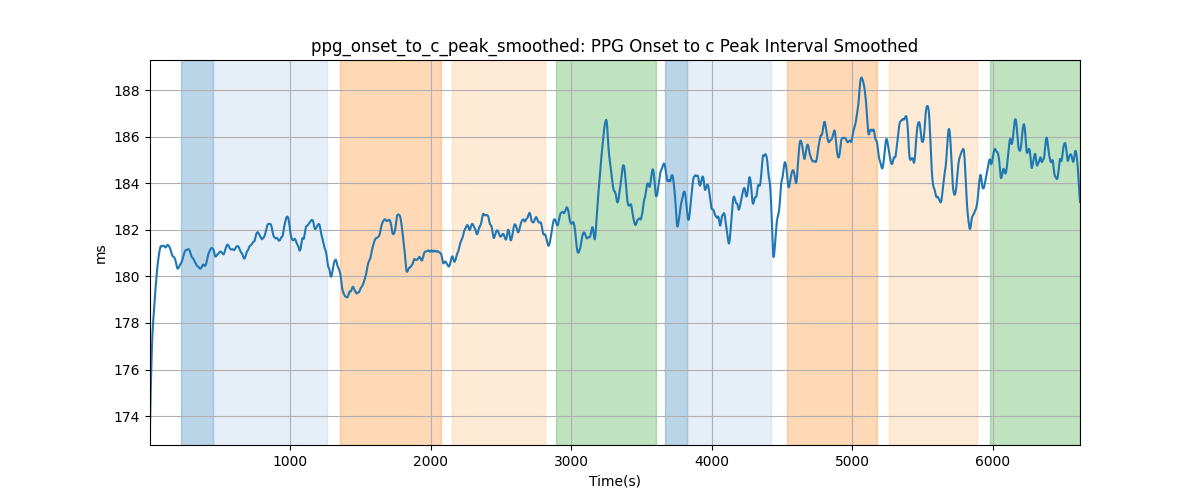 ppg_onset_to_c_peak_smoothed: PPG Onset to c Peak Interval Smoothed
188
186
184
182
180
178
176
174
ms
1000 2000 3000 4000 5000 6000
Time(s)